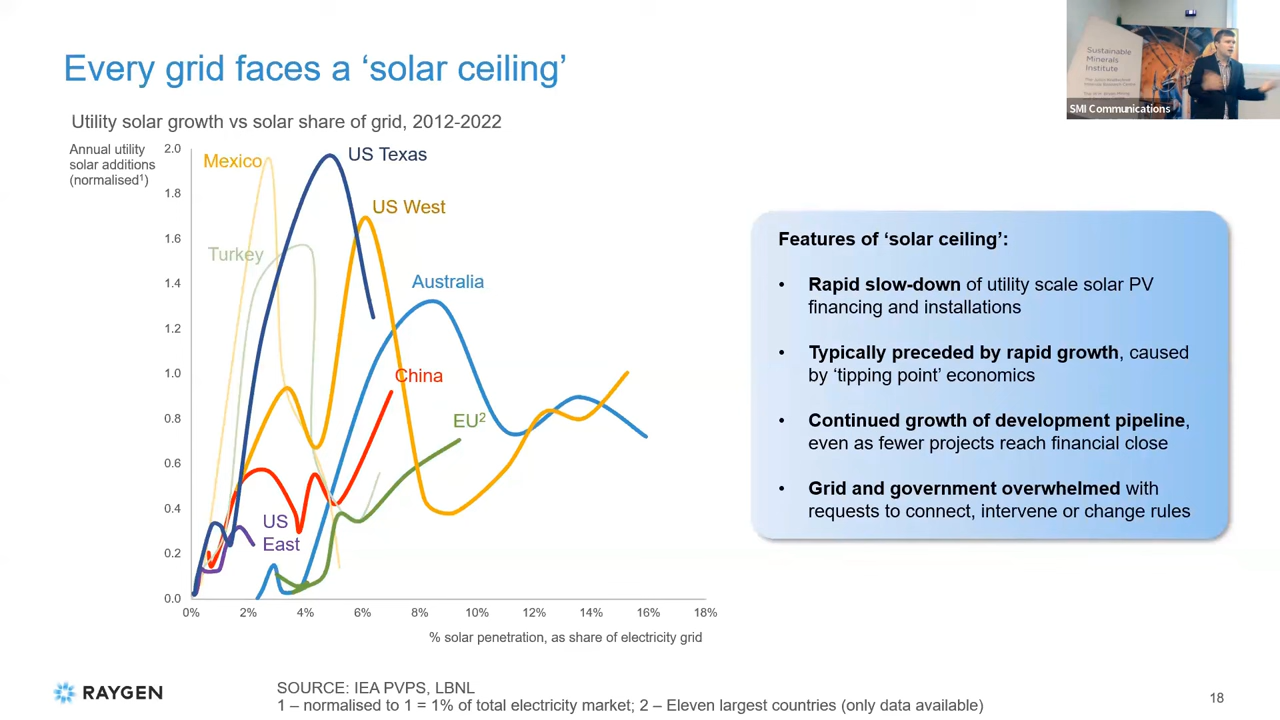 Every grid faces a ‘solar ceiling’
Sustainable
Minerals
Institute
SMI Communications
Utility solar growth vs solar share of grid, 2012-2022
Annual utility
solar additions
(normalised¹)
2.0
1.8
1.6
1.4
1.2
1.0
0.8
0.6
0.4
0.2
0.0
Mexico
US Texas
US West
Turkey
Australia
China
EU²
US
East
0%
2%
4%
6%
8%
10%
12%
14%
16%
18%
% solar penetration, as share of electricity grid
Features of ‘solar ceiling’:
• Rapid slow-down of utility scale solar PV
financing and installations
• Typically preceded by rapid growth, caused
by ‘tipping point’ economics
• Continued growth of development pipeline,
even as fewer projects reach financial close
• Grid and government overwhelmed with
requests to connect, intervene or change rules
RAYGEN
SOURCE: IEA PVPS, LBNL
1 – normalised to 1 = 1% of total electricity market; 2 – Eleven largest countries (only data available)
18